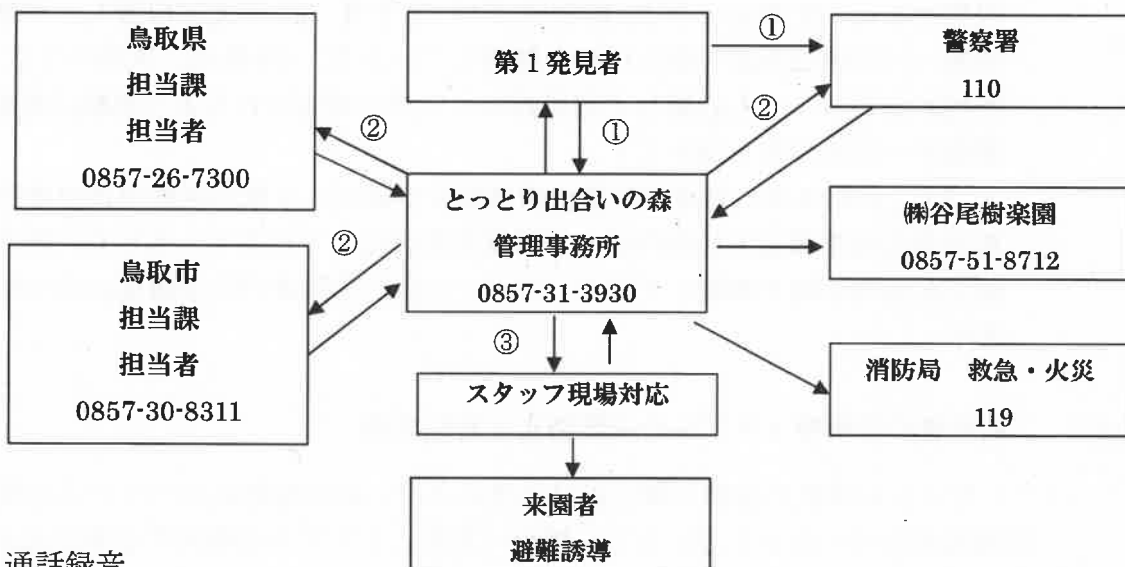 鳥取県
担当課
担当者
0857-26-7300
②
第1発見者
①
①
警察署
110
②
とっとり出合いの森
管理事務所
0857-31-3930
㈱谷尾樹楽園
0857-51-8712
鳥取市
担当課
担当者
0857-30-8311
②
③
スタッフ現場対応
消防局 救急・火災
119
来園者
避難誘導
通話録音